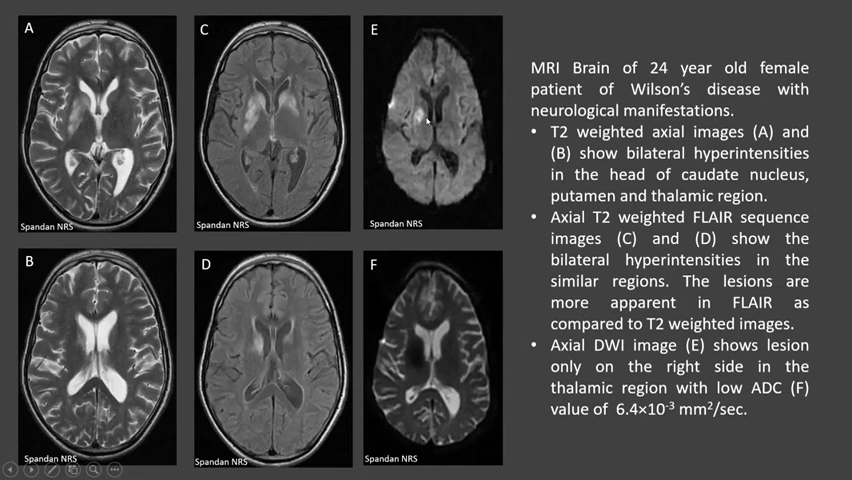 A
C
E
Spandan NRS
Spandan NRS
Spandan NRS
B
D
F
Spandan NRS
Spandan NRS
Spandan NRS
MRI Brain of 24 year old female
patient of Wilson's disease with
neurological manifestations.
• T2 weighted axial images (A) and
(B) show bilateral hyperintensities
in the head of caudate nucleus,
putamen and thalamic region.
• Axial T2 weighted FLAIR sequence
images (C) and (D) show the
bilateral hyperintensities in the
similar regions. The lesions are
more apparent in FLAIR as
compared to T2 weighted images.
• Axial DWI image (E) shows lesion
only on the right side in the
thalamic region with low ADC (F)
value of 6.4×10⁻³ mm²/sec.